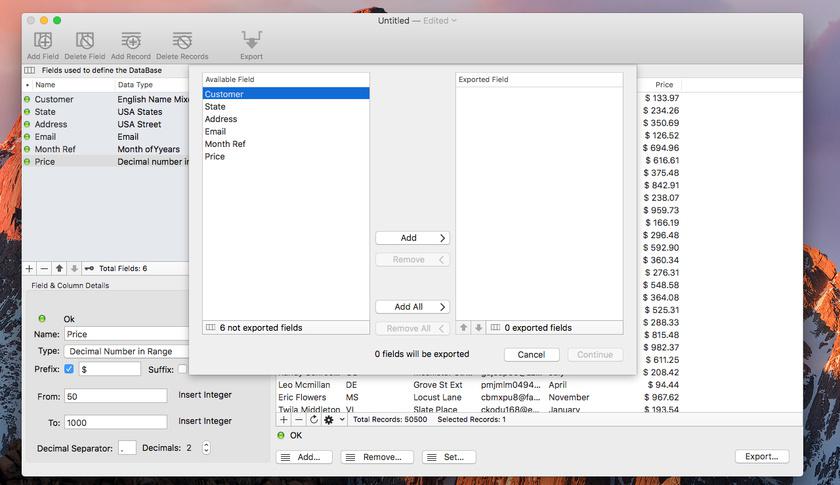 Untitled — Edited
Add Field Delete Field Add Record Delete Records Export
Fields used to define the DataBase
Name Data Type
Customer English Name Mix
State USA States
Address USA Street
Email Email
Month Ref Month ofYyears
Price Decimal number in
Total Fields: 6
Field & Column Details
Ok
Name: Price
Type: Decimal Number in Range
Prefix: $ Suffix:
From: 50 Insert Integer
To: 1000 Insert Integer
Decimal Separator: . Decimals: 2
Available Field
Customer
State
Address
Email
Month Ref
Price
6 not exported fields
Add
Remove
Add All
Remove All
Exported Field
0 exported fields
0 fields will be exported
Cancel Continue
Price
$ 133.97
$ 234.26
$ 350.69
$ 126.52
$ 694.96
$ 616.61
$ 375.48
$ 842.91
$ 238.07
$ 959.73
$ 166.19
$ 296.48
$ 592.90
$ 360.34
$ 276.31
$ 548.58
$ 364.08
$ 525.31
$ 288.33
$ 815.48
$ 982.37
$ 611.25
$ 208.42
Leo Mcmillan DE Grove St Ext pmjmlm0494... April $ 94.44
Eric Flowers MS Locust Lane cbmxpu8@fa... November $ 967.62
Twila Middleton VI Slate Place ckodu168@e... January $ 193.54
Total Records: 50500 Selected Records: 1
OK
Add... Remove... Set... Export...